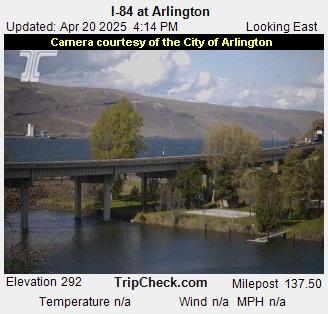 I-84 at Arlington
Updated: Apr 20 2025 4:14 PM Looking East
Camera courtesy of the City of Arlington
Elevation 292 TripCheck.com Milepost 137.50
Temperature n/a Wind n/a MPH n/a